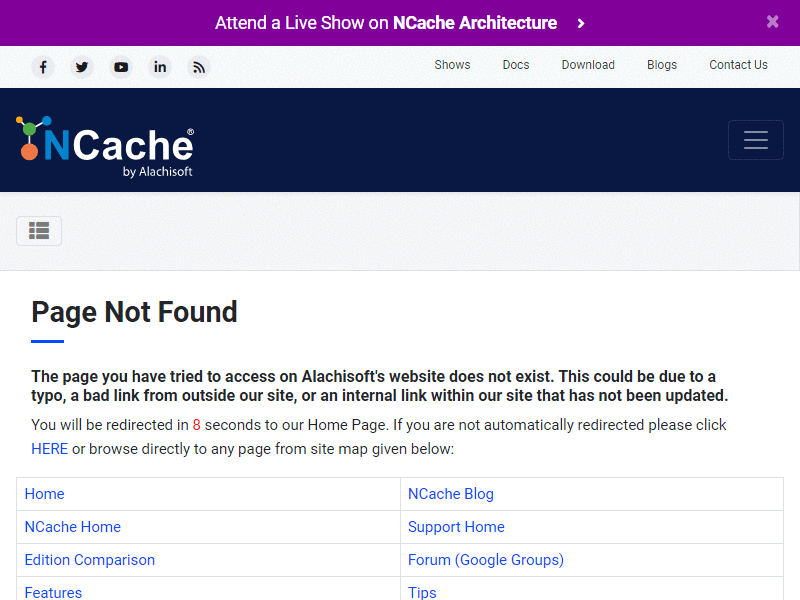 Attend a Live Show on NCache Architecture
Shows Docs Download Blogs Contact Us
NCache®
by Alachisoft
Page Not Found
The page you have tried to access on Alachisoft's website does not exist. This could be due to a
typo, a bad link from outside our site, or an internal link within our site that has not been updated.
You will be redirected in 8 seconds to our Home Page. If you are not automatically redirected please click
HERE or browse directly to any page from site map given below:
Home NCache Blog
NCache Home Support Home
Edition Comparison Forum (Google Groups)
Features Tips